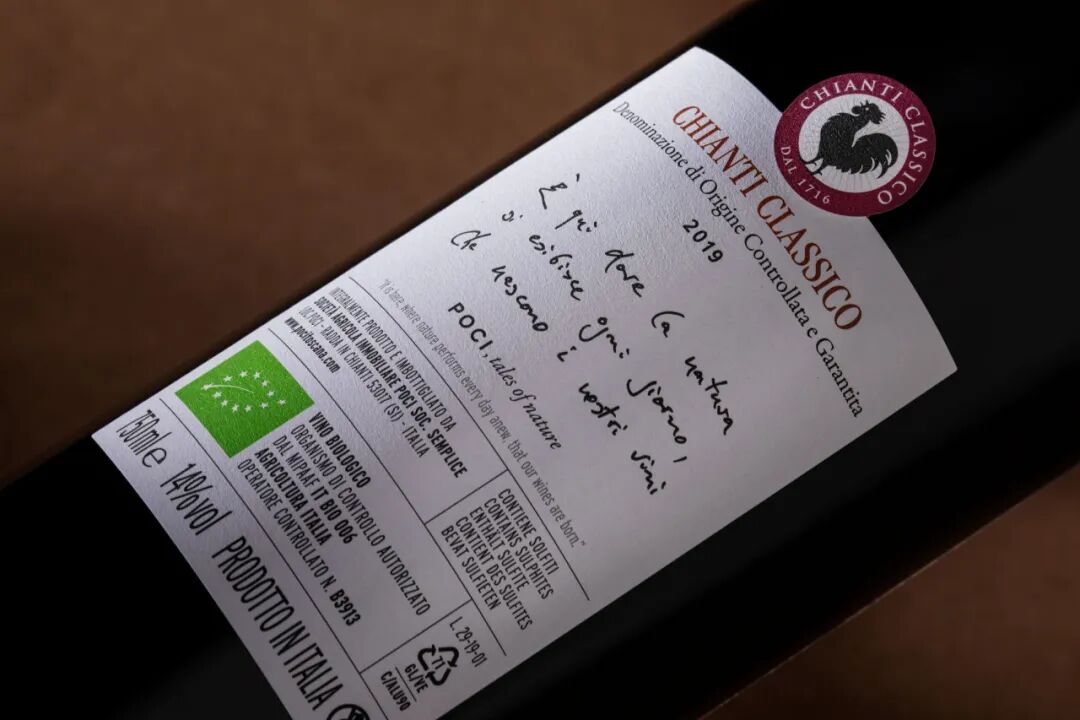 CHIANTI CLASSICO
DAL 1716
CHIANTI CLASSICO
Denominazione di Origine Controllata e Garantita
2019
È qui dove la natura
si esibisce ogni giorno,
che nascono i nostri vini
POCI, tales of nature
"It is here, where nature performs every day anew, that our wines are born."
INTEGRALMENTE PRODOTTO E IMBOTTIGLIATO DA
SOCIETÀ AGRICOLA IMMOBILIARE POCI SOC. SEMPLICE
LOC. POCI - RADDA IN CHIANTI 53017 (SI) - ITALIA
www.pocitoscana.com
CONTIENE SOLFITI
CONTAINS SULPHITES
ENTHÄLT SULFITE
CONTIENT DES SULFITES
BEVAT SULFIETEN
VINO BIOLOGICO
ORGANISMO DI CONTROLLO AUTORIZZATO
DAL MIPAAF IT BIO 006
AGRICOLTURA ITALIA
OPERATORE CONTROLLATO N. B3913
L. 29-19-01
GL/VE
C/ALU90
750ml e 14%vol PRODOTTO IN ITALIA